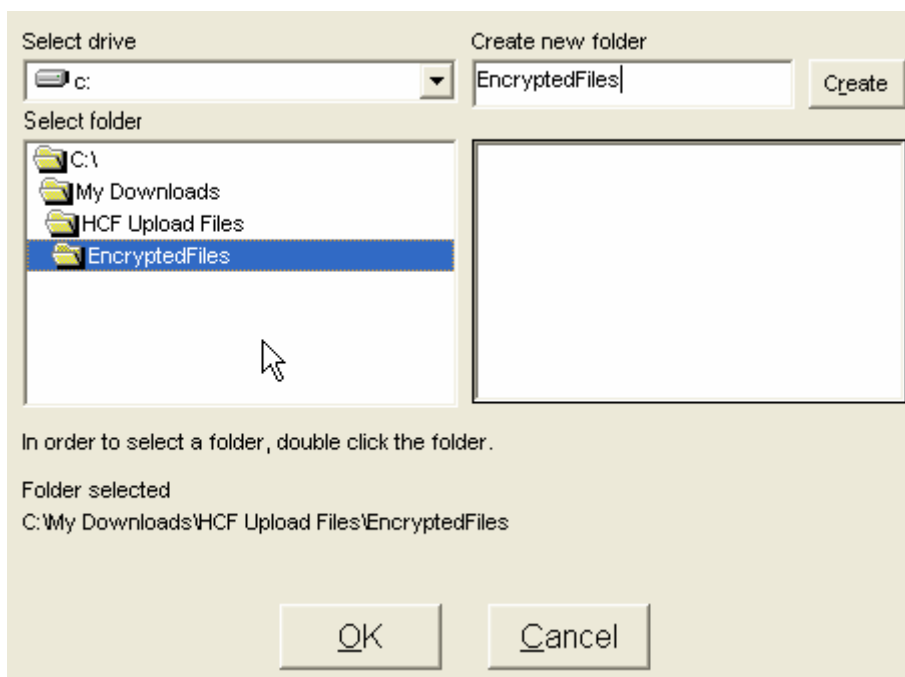 Select drive
Create new folder
c:
EncryptedFiles
Create
Select folder
C:\
My Downloads
HCF Upload Files
EncryptedFiles
In order to select a folder, double click the folder.
Folder selected
C:\My Downloads\HCF Upload Files\EncryptedFiles
OK
Cancel